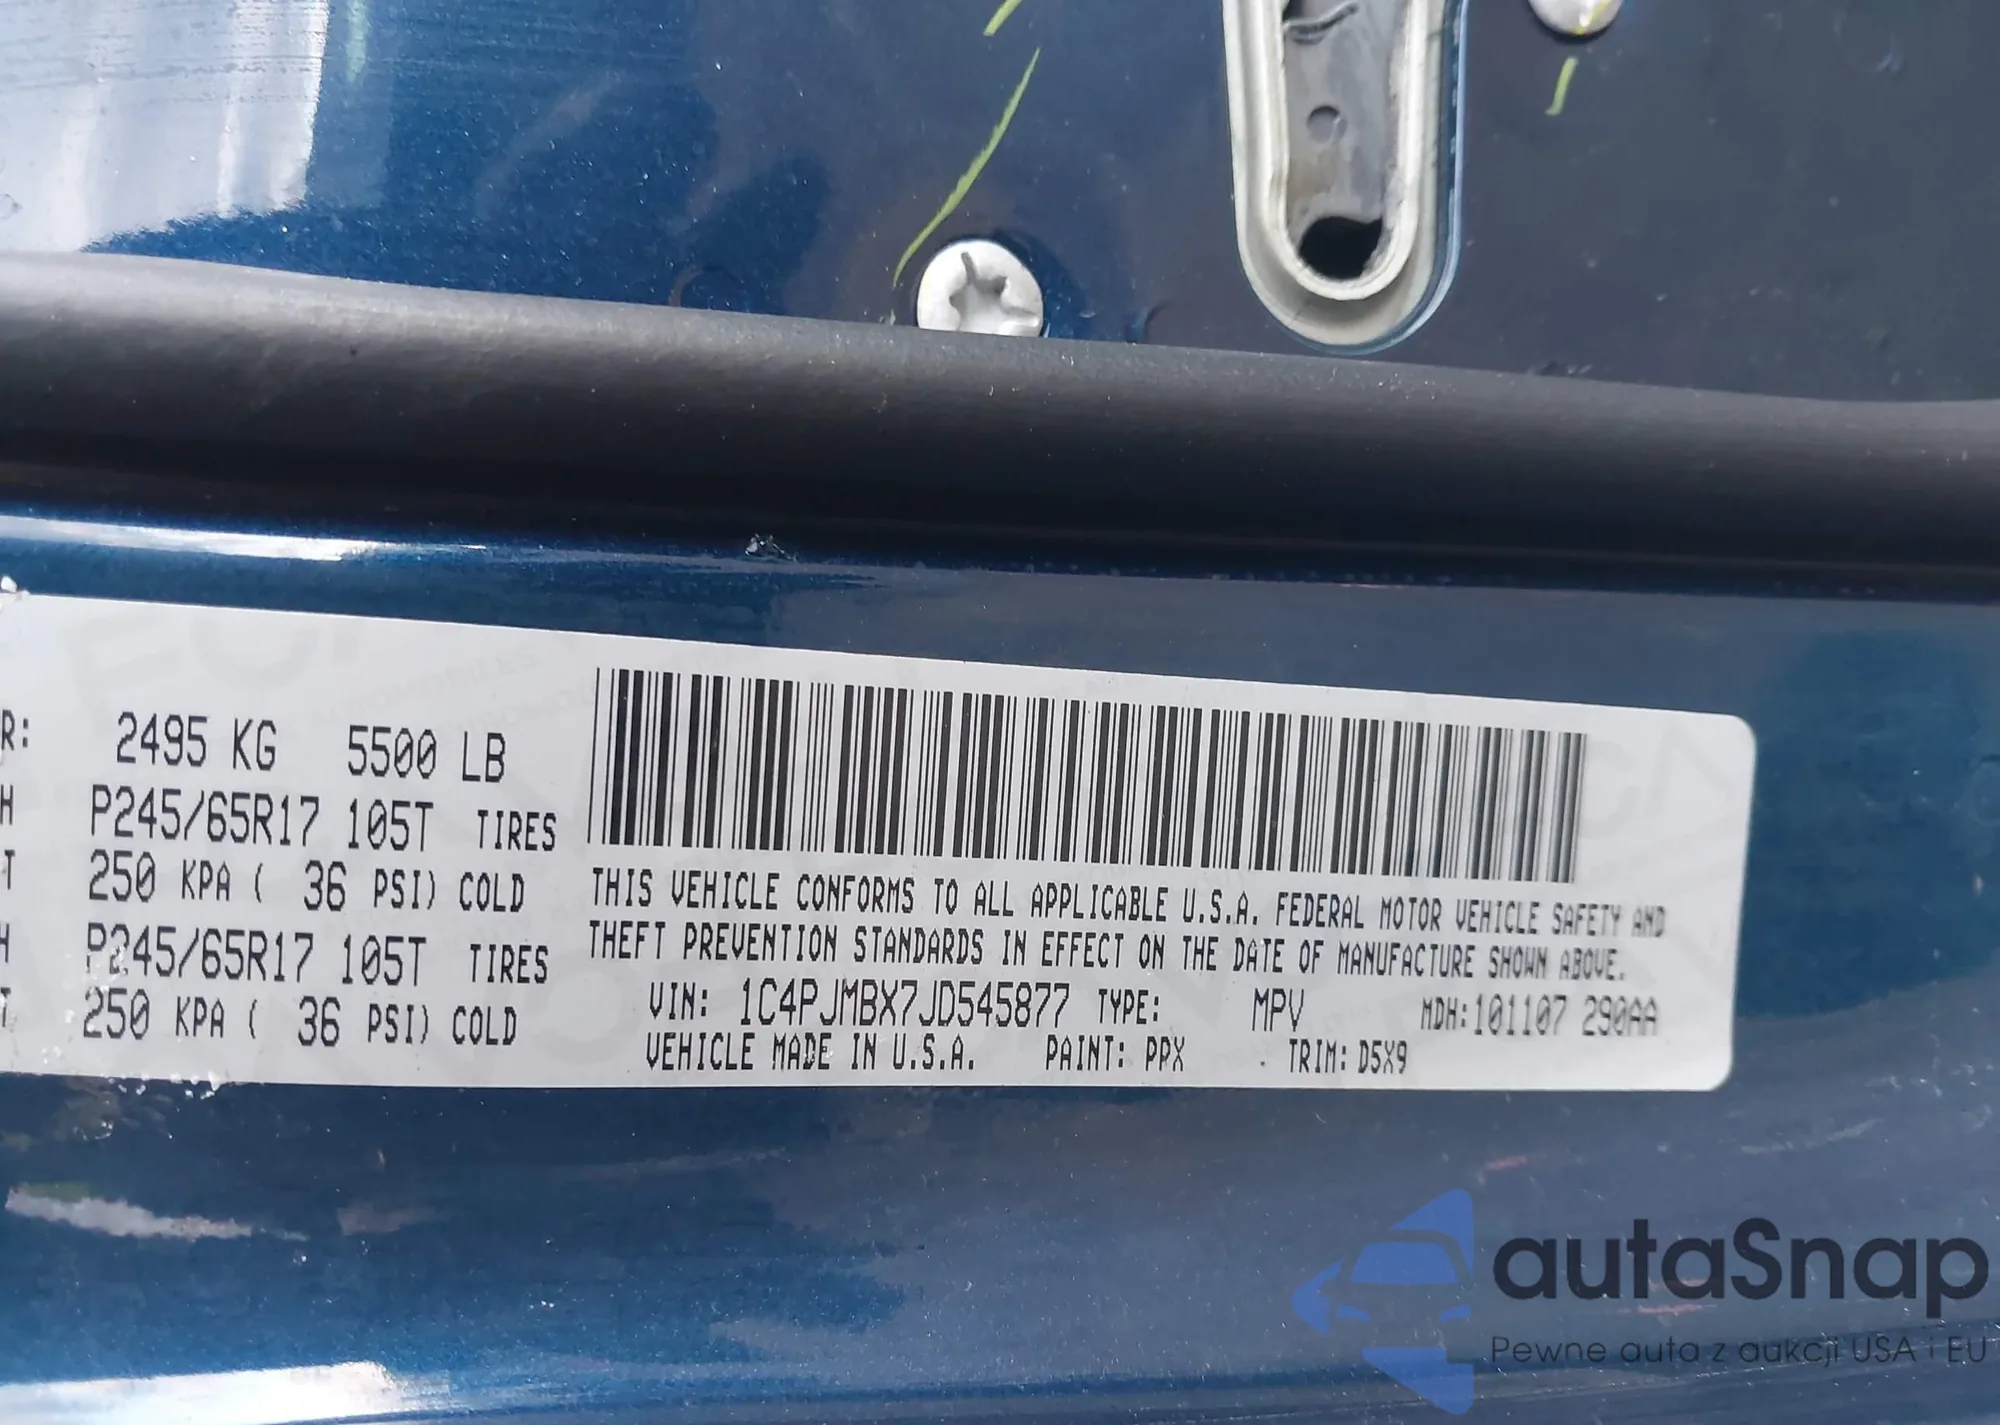 R: 2495 KG 5500 LB
H P245/65R17 105T TIRES
T 250 KPA ( 36 PSI) COLD
H P245/65R17 105T TIRES
T 250 KPA ( 36 PSI) COLD
THIS VEHICLE CONFORMS TO ALL APPLICABLE U.S.A. FEDERAL MOTOR VEHICLE SAFETY AND
THEFT PREVENTION STANDARDS IN EFFECT ON THE DATE OF MANUFACTURE SHOWN ABOVE.
VIN: 1C4PJMBX7JD545877 TYPE: MPV MDH:101107 290AA
VEHICLE MADE IN U.S.A. PAINT: PPX TRIM: D5X9
autaSnap
Pewne auta z aukcji USA i EU